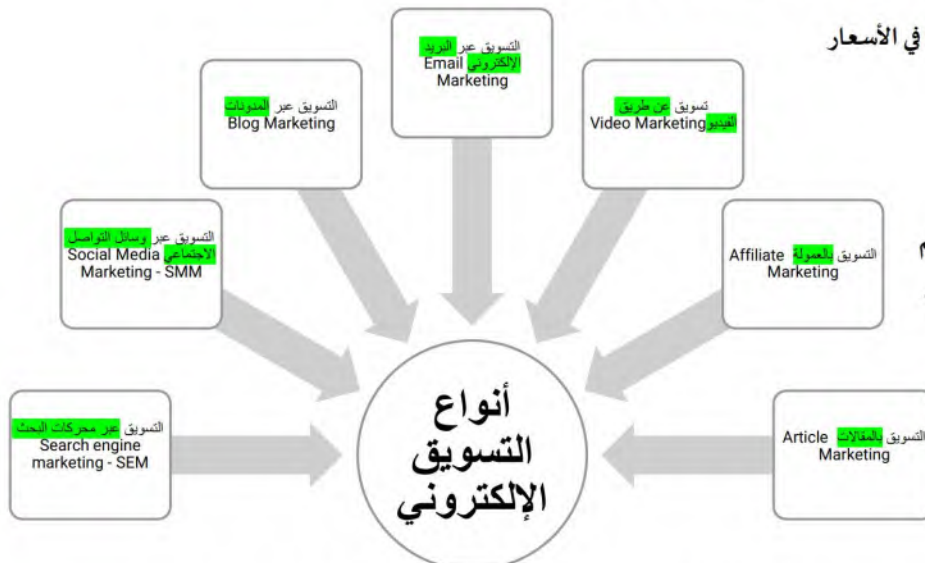 في الأسعار
التسويق عبر البريد
الإلكتروني Email
Marketing
التسويق عبر المدونات
Blog Marketing
تسويق عن طريق
الفيديو Video Marketing
التسويق عبر وسائل التواصل
الاجتماعي Social Media
Marketing - SMM
التسويق بالعمولة Affiliate
Marketing
م
التسويق عبر محركات البحث
Search engine
marketing - SEM
التسويق بالمقالات Article
Marketing
أنواع
التسويق
الإلكتروني